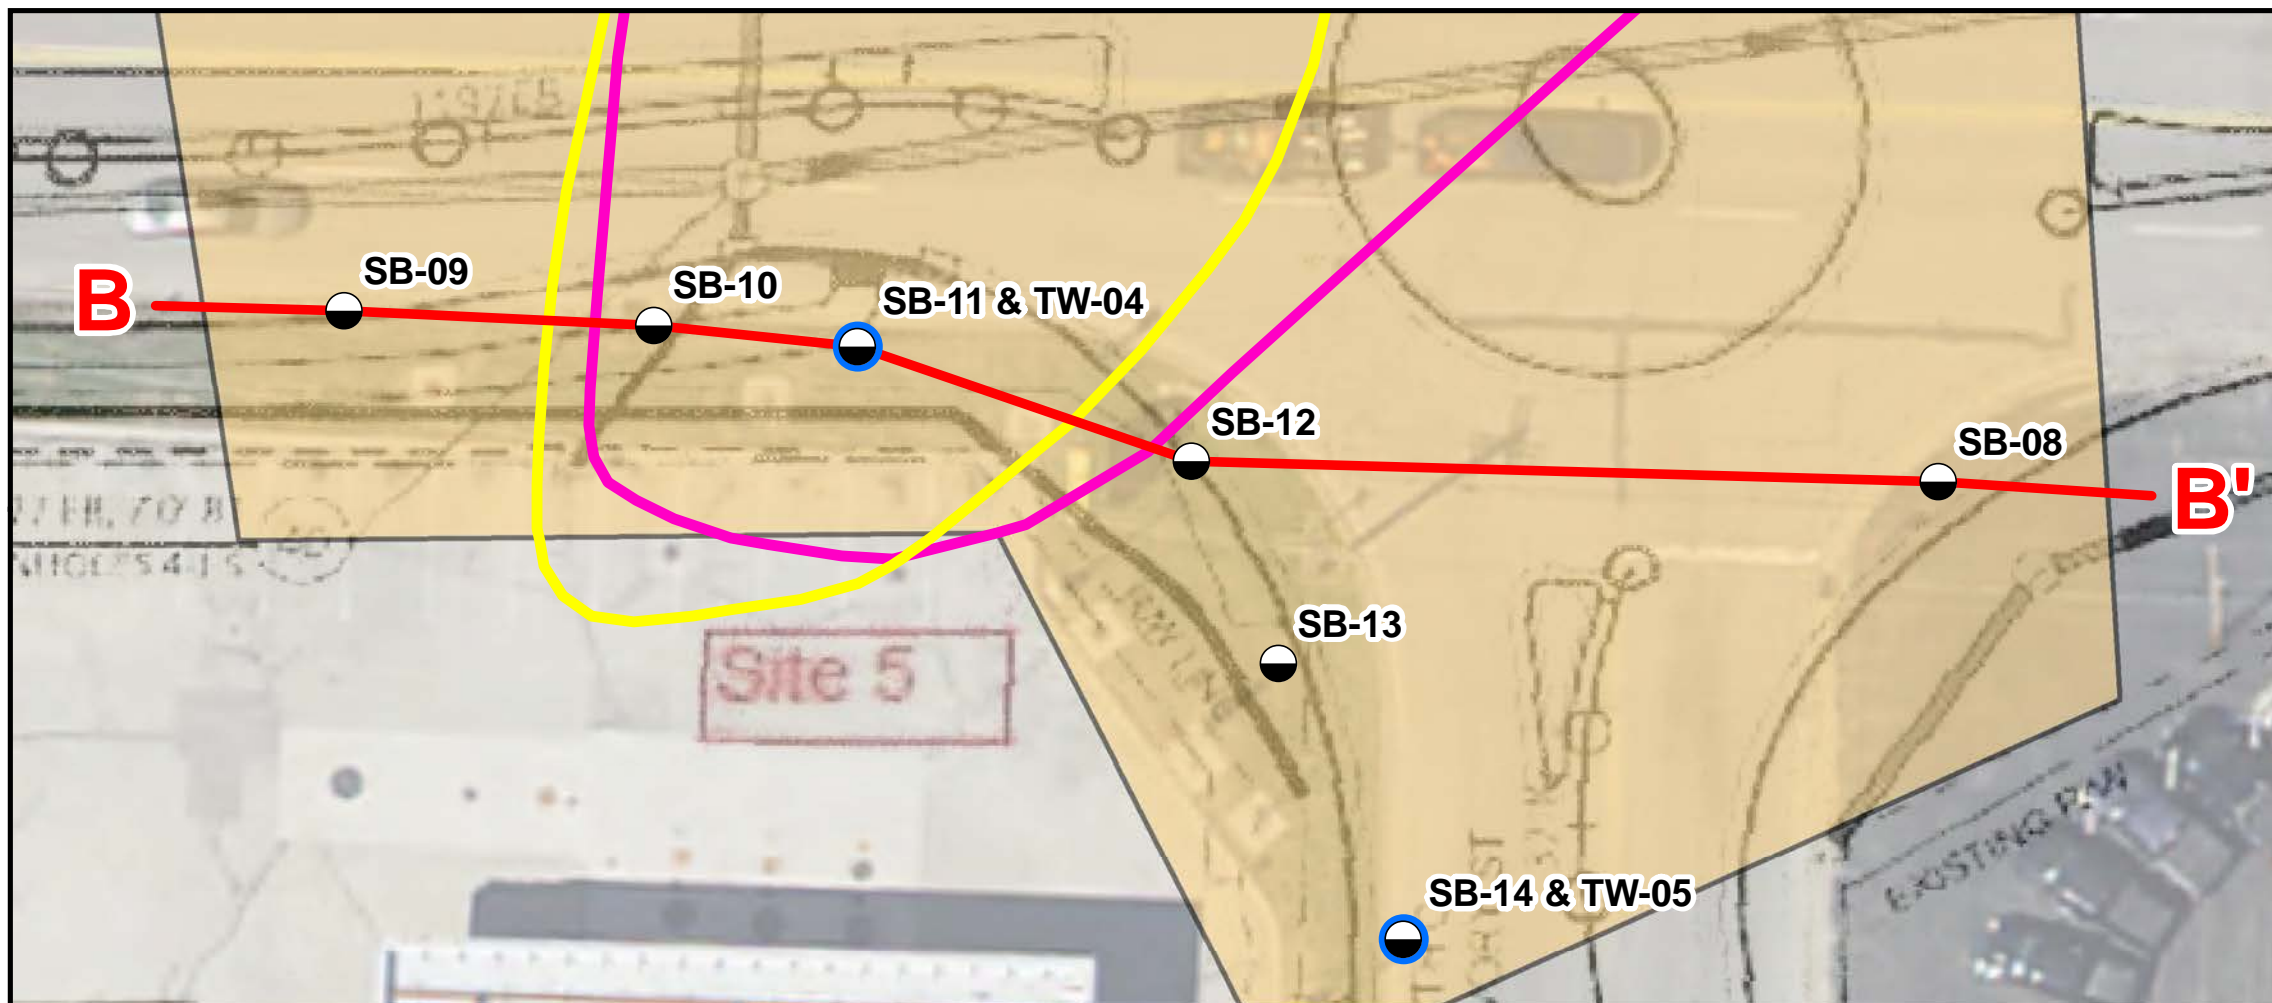 SB-09
SB-10
SB-11 & TW-04
B
SB-12
SB-08
B'
SB-13
Site 5
EXISTING R/W
SB-14 & TW-05